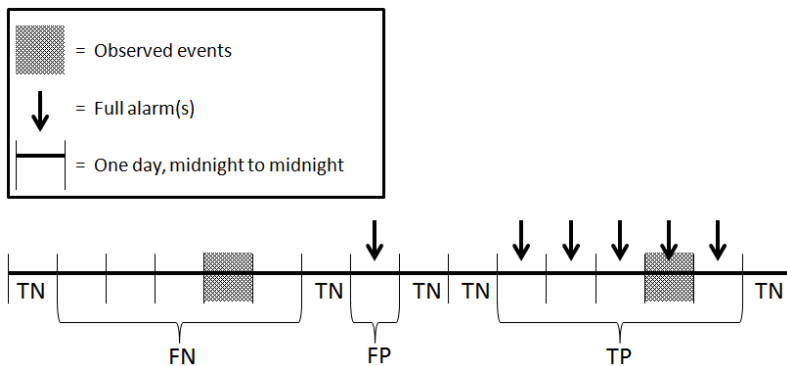 = Observed events
= Full alarm(s)
= One day, midnight to midnight
TN TN TN TN TN
FN FP TP